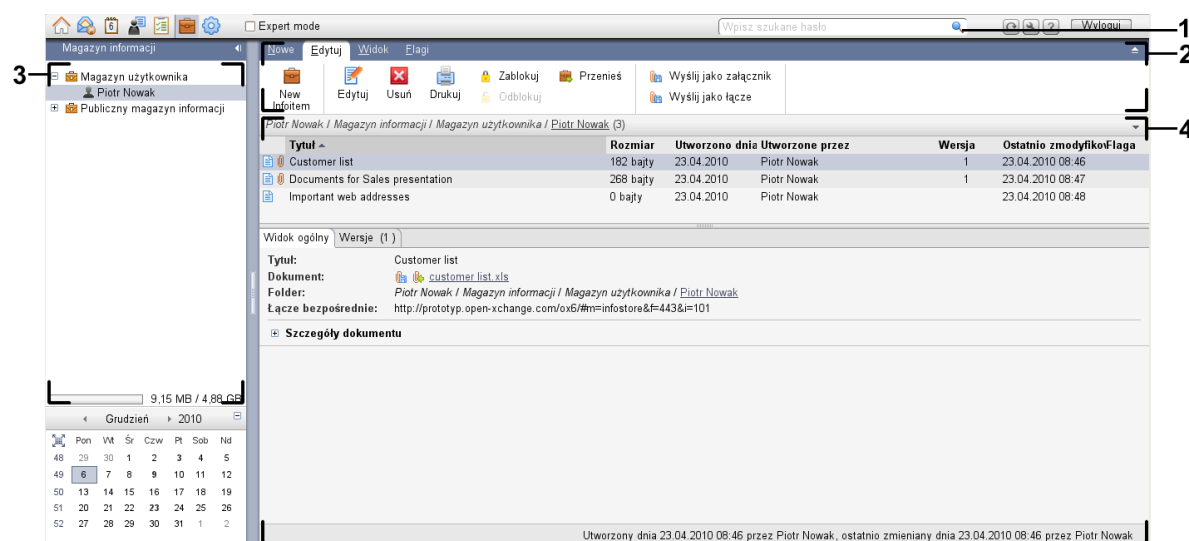 6 Expert mode Wpisz szukane hasło ? Wyloguj 1
Magazyn informacji Nowe Edytuj Widok Flagi 2
3 Magazyn użytkownika
Piotr Nowak
Publiczny magazyn informacji
New Infoitem Edytuj Usuń Drukuj Zablokuj Przenieś Wyślij jako załącznik
Odblokuj Wyślij jako łącze
Piotr Nowak / Magazyn informacji / Magazyn użytkownika / Piotr Nowak (3) 4
Tytuł Rozmiar Utworzono dnia Utworzone przez Wersja Ostatnio zmodyfikov Flaga
Customer list 182 bajty 23.04.2010 Piotr Nowak 1 23.04.2010 08:46
Documents for Sales presentation 268 bajty 23.04.2010 Piotr Nowak 1 23.04.2010 08:47
Important web addresses 0 bajty 23.04.2010 Piotr Nowak 23.04.2010 08:48
Widok ogólny Wersje (1)
Tytuł: Customer list
Dokument: customer list.xls
Folder: Piotr Nowak / Magazyn informacji / Magazyn użytkownika / Piotr Nowak
Łącze bezpośrednie: http://prototyp.open-xchange.com/ox6/#m=infostore&f=443&i=101
Szczegóły dokumentu
9,15 MB / 4,88 GB
Grudzień 2010
Pon Wt Śr Czw Pt Sob Nd
48 29 30 1 2 3 4 5
49 6 7 8 9 10 11 12
50 13 14 15 16 17 18 19
51 20 21 22 23 24 25 26
52 27 28 29 30 31 1 2
Utworzony dnia 23.04.2010 08:46 przez Piotr Nowak, ostatnio zmieniany dnia 23.04.2010 08:46 przez Piotr Nowak